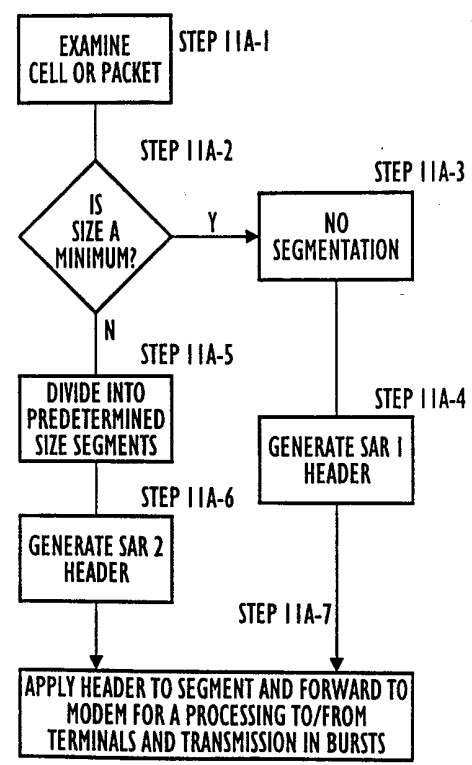 EXAMINE
CELL OR PACKET
STEP 11A-1
STEP 11A-2
IS
SIZE A
MINIMUM?
Y
STEP 11A-3
NO
SEGMENTATION
N
STEP 11A-5
DIVIDE INTO
PREDETERMINED
SIZE SEGMENTS
STEP 11A-4
GENERATE SAR 1
HEADER
STEP 11A-6
GENERATE SAR 2
HEADER
STEP 11A-7
APPLY HEADER TO SEGMENT AND FORWARD TO
MODEM FOR A PROCESSING TO/FROM
TERMINALS AND TRANSMISSION IN BURSTS